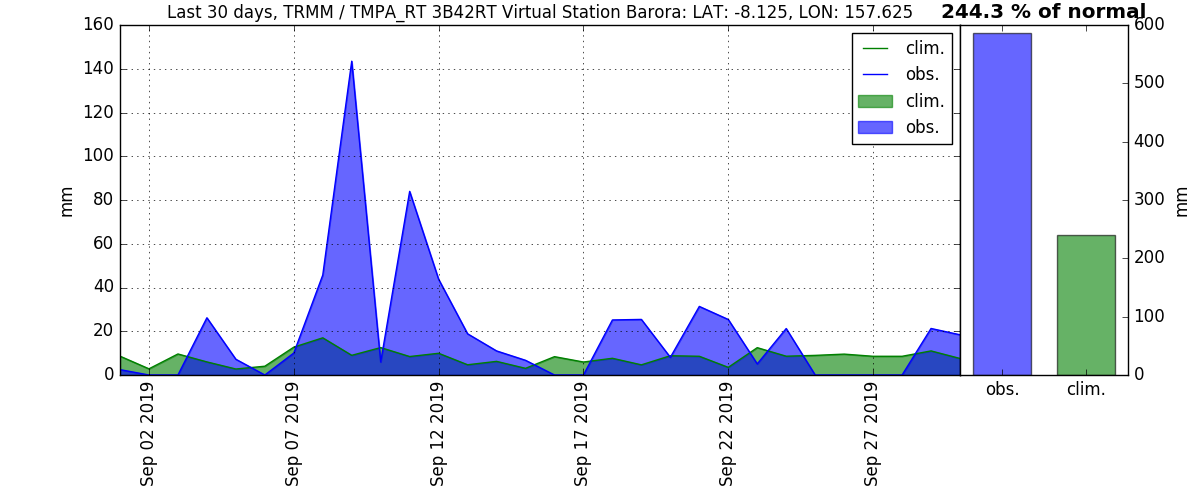 Last 30 days, TRMM / TMPA_RT 3B42RT Virtual Station Barora: LAT: -8.125, LON: 157.625
244.3 % of normal
160
140
120
100
80
60
40
20
0
mm
clim.
obs.
clim.
obs.
Sep 02 2019
Sep 07 2019
Sep 12 2019
Sep 17 2019
Sep 22 2019
Sep 27 2019
600
500
400
300
200
100
0
mm
obs.
clim.